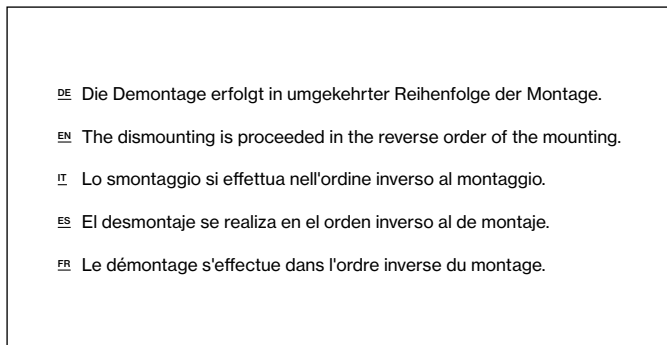 DE Die Demontage erfolgt in umgekehrter Reihenfolge der Montage.
EN The dismounting is proceeded in the reverse order of the mounting.
IT Lo smontaggio si effettua nell'ordine inverso al montaggio.
ES El desmontaje se realiza en el orden inverso al de montaje.
FR Le démontage s'effectue dans l'ordre inverse du montage.